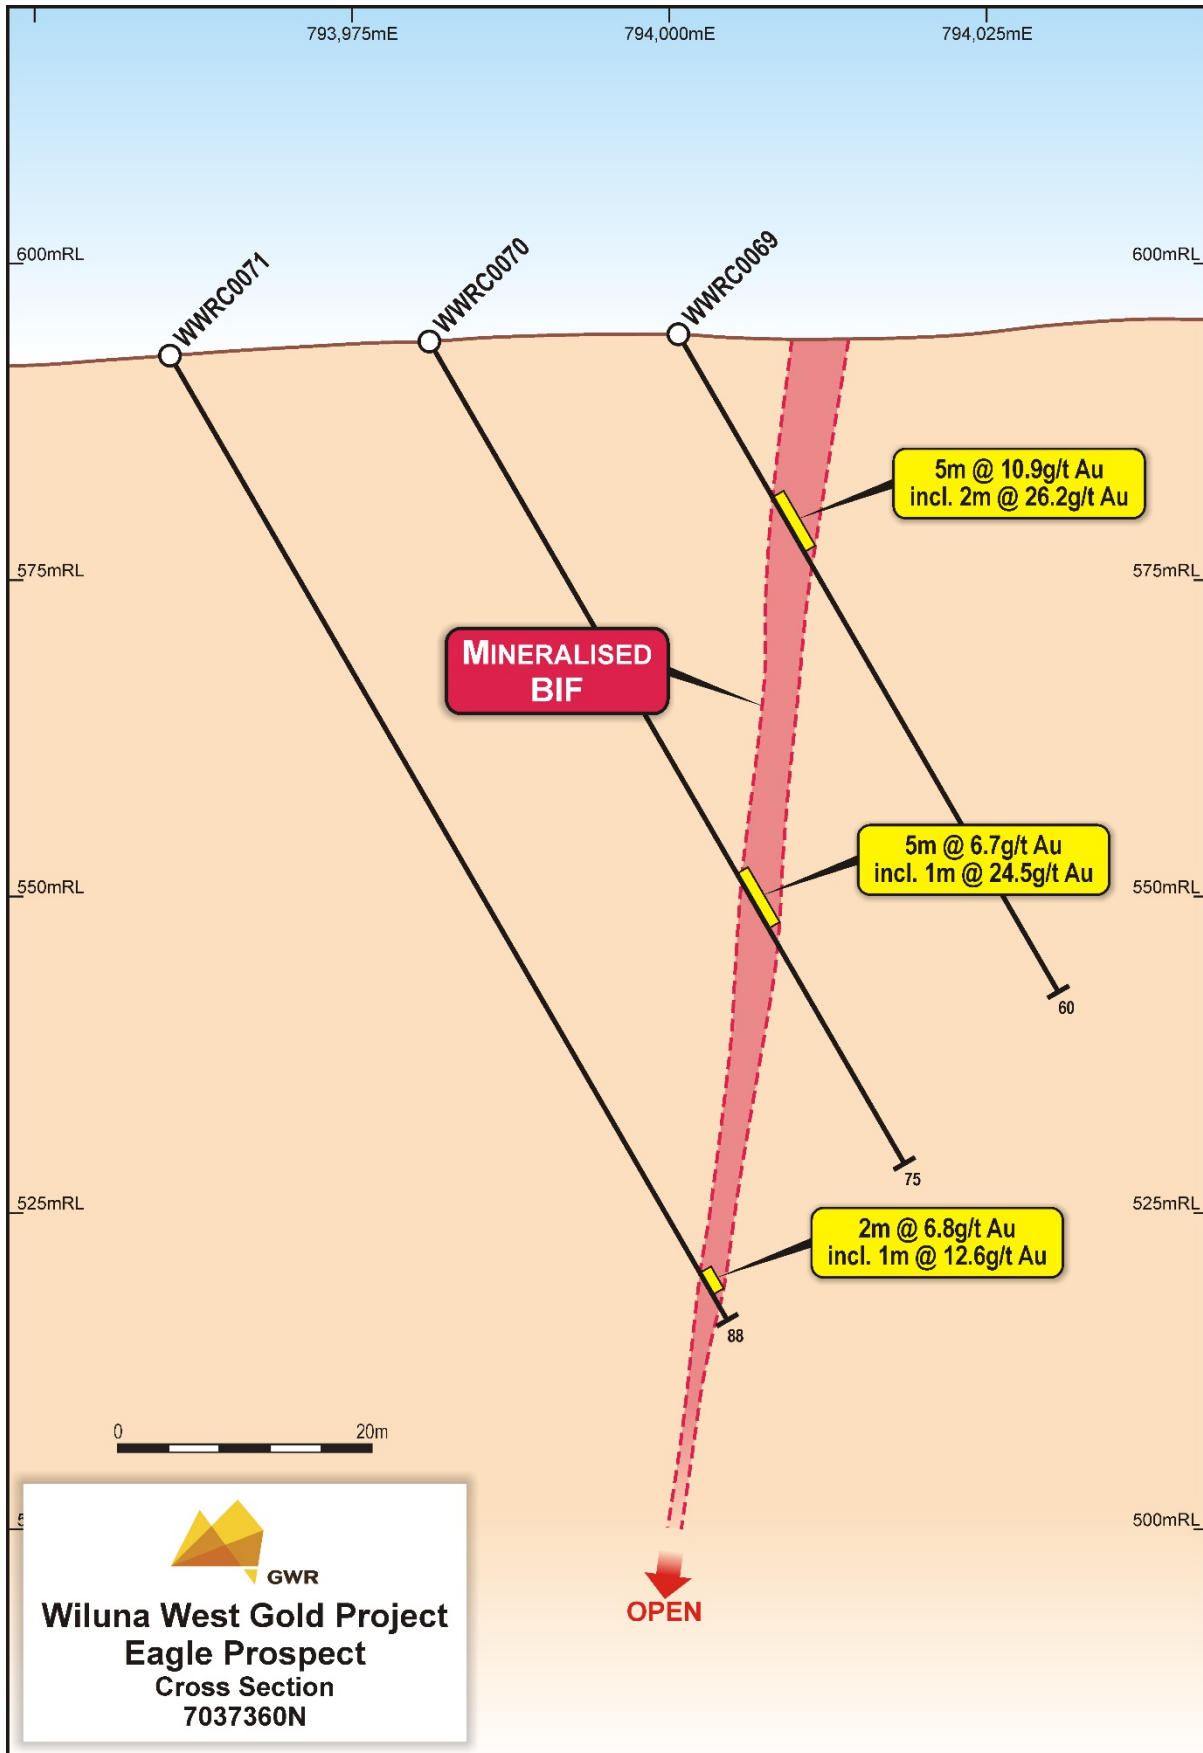 793,975mE
794,000mE
794,025mE
600mRL
600mRL
WWRC0071
WWRC0070
WWRC0069
5m @ 10.9g/t Au
incl. 2m @ 26.2g/t Au
575mRL
575mRL
MINERALISED
BIF
5m @ 6.7g/t Au
incl. 1m @ 24.5g/t Au
550mRL
550mRL
60
75
525mRL
525mRL
2m @ 6.8g/t Au
incl. 1m @ 12.6g/t Au
88
0
20m
500mRL
GWR
OPEN
Wiluna West Gold Project
Eagle Prospect
Cross Section
7037360N